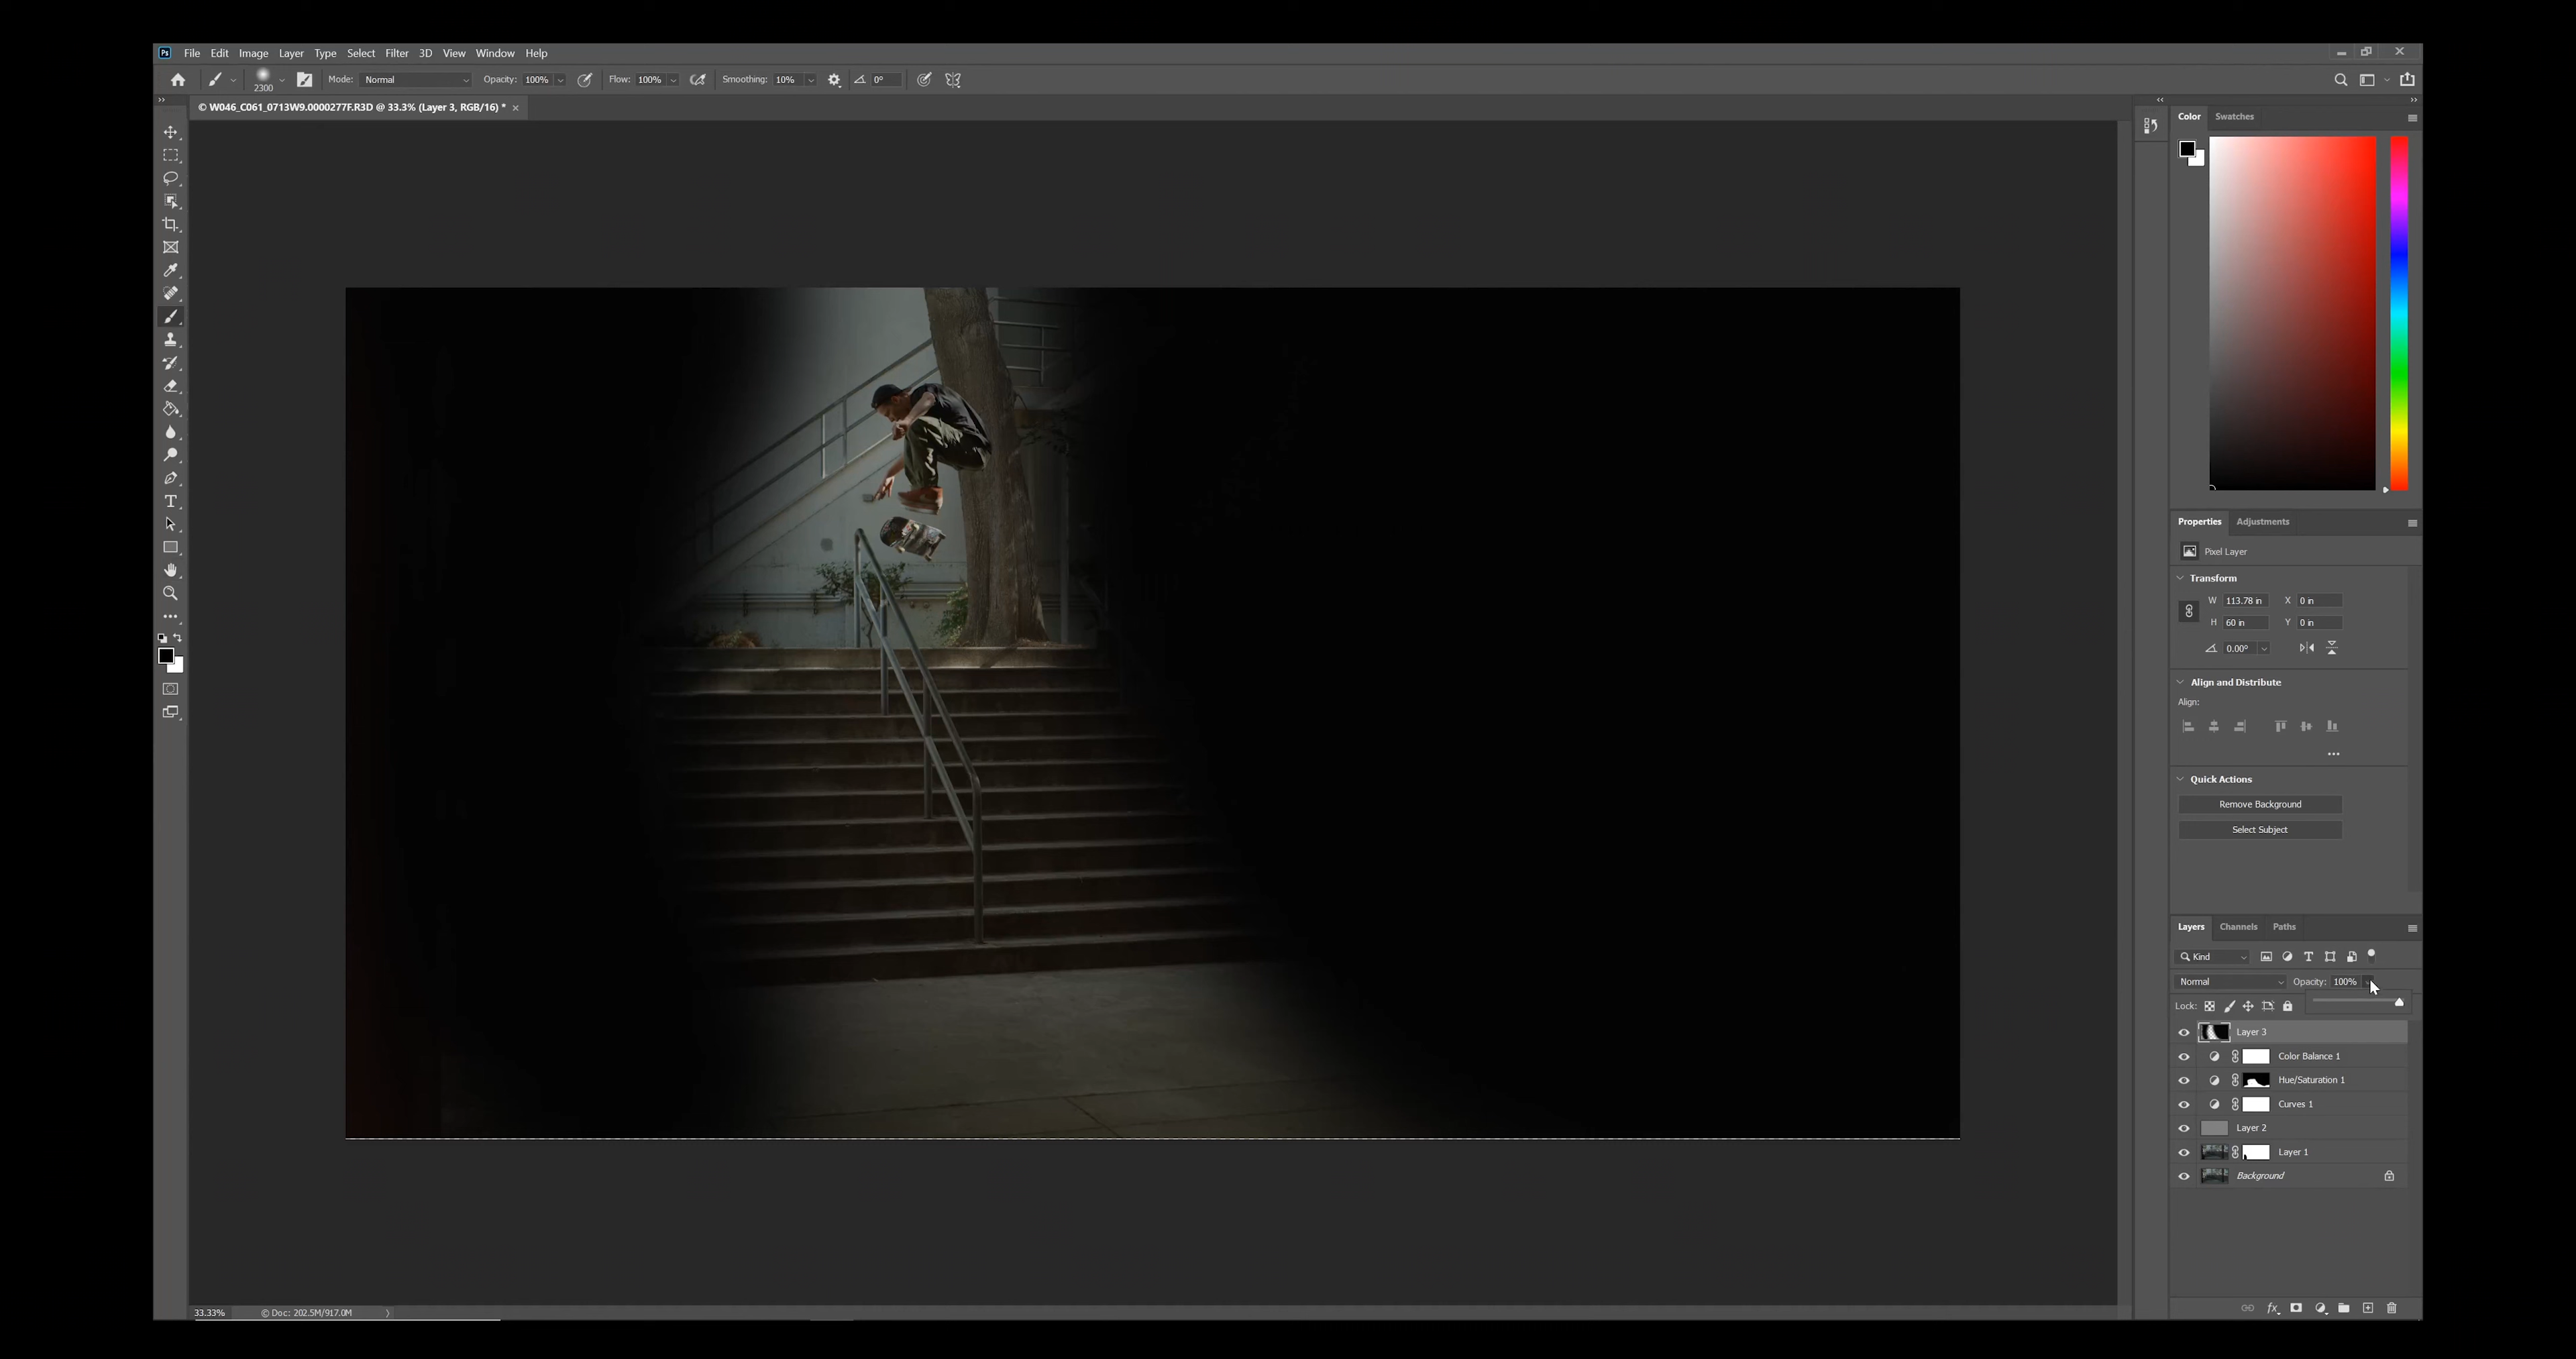 Ps File Edit Image Layer Type Select Filter 3D View Window Help
2300 Mode: Normal Opacity: 100% Flow: 100% Smoothing: 10% 0°
© W046_C061_0713W9.0000277F.R3D @ 33.3% (Layer 3, RGB/16) * ×
Color Swatches
Properties Adjustments
Pixel Layer
Transform
W 113.78 in X 0 in
H 60 in Y 0 in
0.00°
Align and Distribute
Align:
Quick Actions
Remove Background
Select Subject
Layers Channels Paths
Kind
Normal Opacity: 100%
Lock:
Layer 3
Color Balance 1
Hue/Saturation 1
Curves 1
Layer 2
Layer 1
Background
fx
33.33% © Doc: 202.5M/917.0M